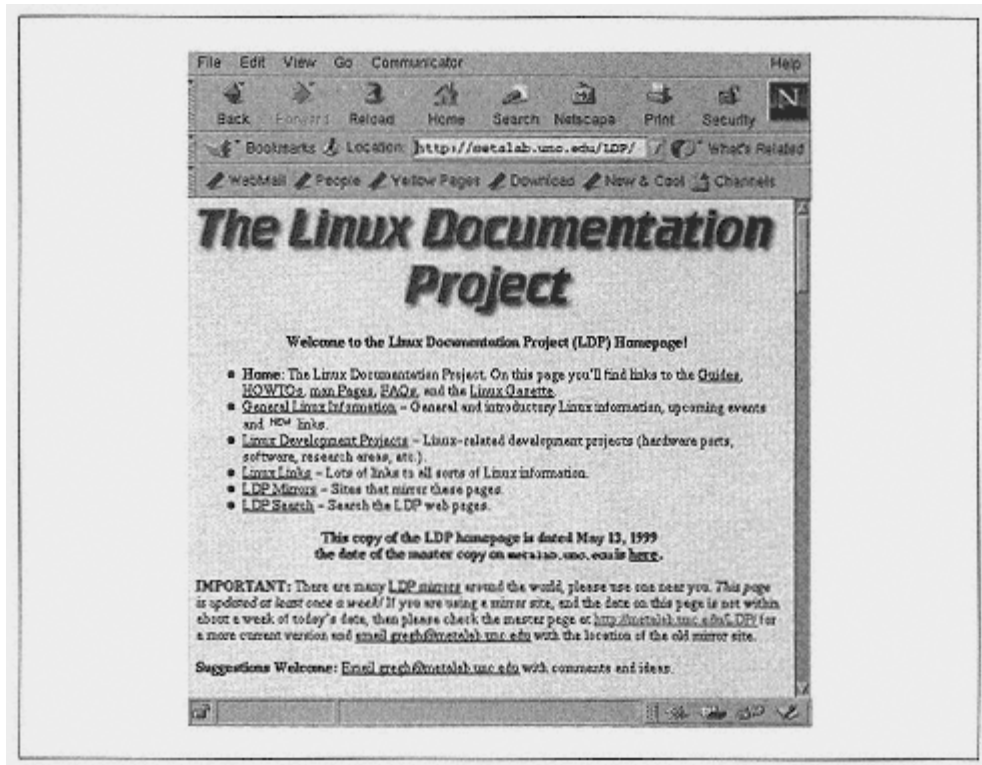 File Edit View Go Communicator Help
Back Forward Reload Home Search Netscape Print Security N
Bookmarks Location: http://metalab.unc.edu/LDP/ What's Related
WebMail People Yellow Pages Download New & Cool Channels
The Linux Documentation
Project
Welcome to the Linux Documentation Project (LDP) Homepage!
Home: The Linux Documentation Project. On this page you'll find links to the Guides,
HOWTOs, man Pages, FAQs, and the Linux Gazette.
General Linux Information – General and introductory Linux information, upcoming events
and NEW links.
Linux Development Projects – Linux-related development projects (hardware ports,
software, research areas, etc.).
Linux Links – Lots of links to all sorts of Linux information.
LDP Mirrors – Sites that mirror these pages.
LDP Search – Search the LDP web pages.
This copy of the LDP homepage is dated May 13, 1999
the date of the master copy on metalab.unc.edu is here.
IMPORTANT: There are many LDP mirrors around the world, please use one near you. This page
is updated at least once a week! If you are using a mirror site, and the date on this page is not within
about a week of today's date, then please check the master page at http://metalab.unc.edu/LDP/ for
a more current version and email gregh@metalab.unc.edu with the location of the old mirror site.
Suggestions Welcome: Email gregh@metalab.unc.edu with comments and ideas.